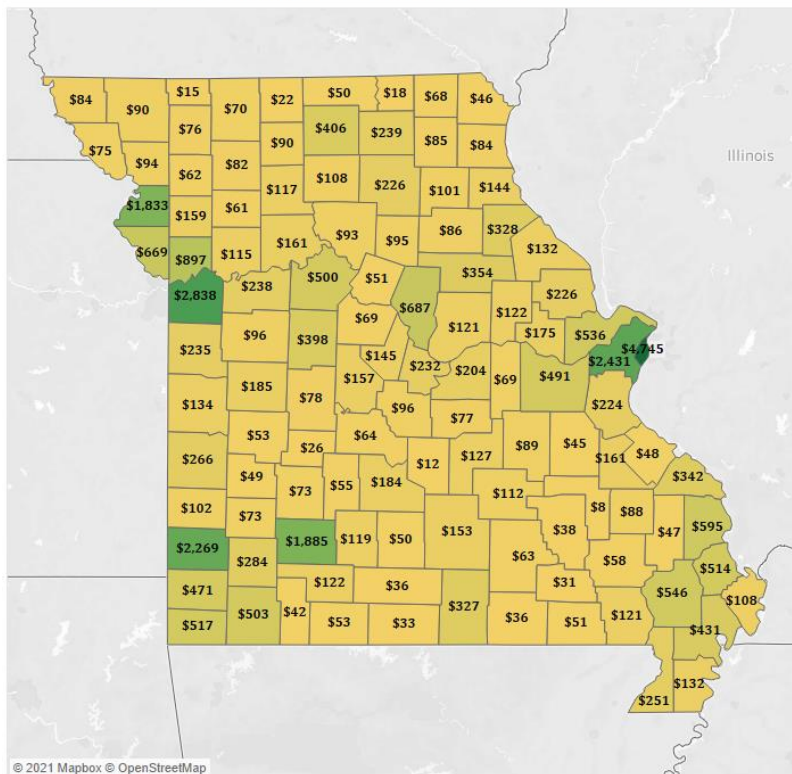 $84 $90 $15 $70 $22 $50 $18 $68 $46
$75 $94 $76 $90 $406 $239 $85 $84
Illinois
$62 $82 $117 $108 $226 $101 $144
$1,833 $159 $61 $161 $93 $95 $86 $328 $132
$669 $897 $115 $500 $51 $354
$2,838 $238 $687 $226
$235 $96 $398 $69 $121 $122 $175 $536 $4,745
$145 $232 $204 $69 $491 $2,431
$134 $185 $78 $157 $96 $77 $224
$53 $26 $64 $12 $127 $89 $45 $161 $48
$266 $49 $73 $55 $184 $112 $342
$102 $73 $153 $38 $8 $88 $47 $595
$2,269 $284 $1,885 $119 $50 $63 $58 $514
$471 $122 $36 $327 $31 $546 $108
$517 $503 $42 $53 $33 $36 $51 $121 $431
$251 $132
© 2021 Mapbox © OpenStreetMap